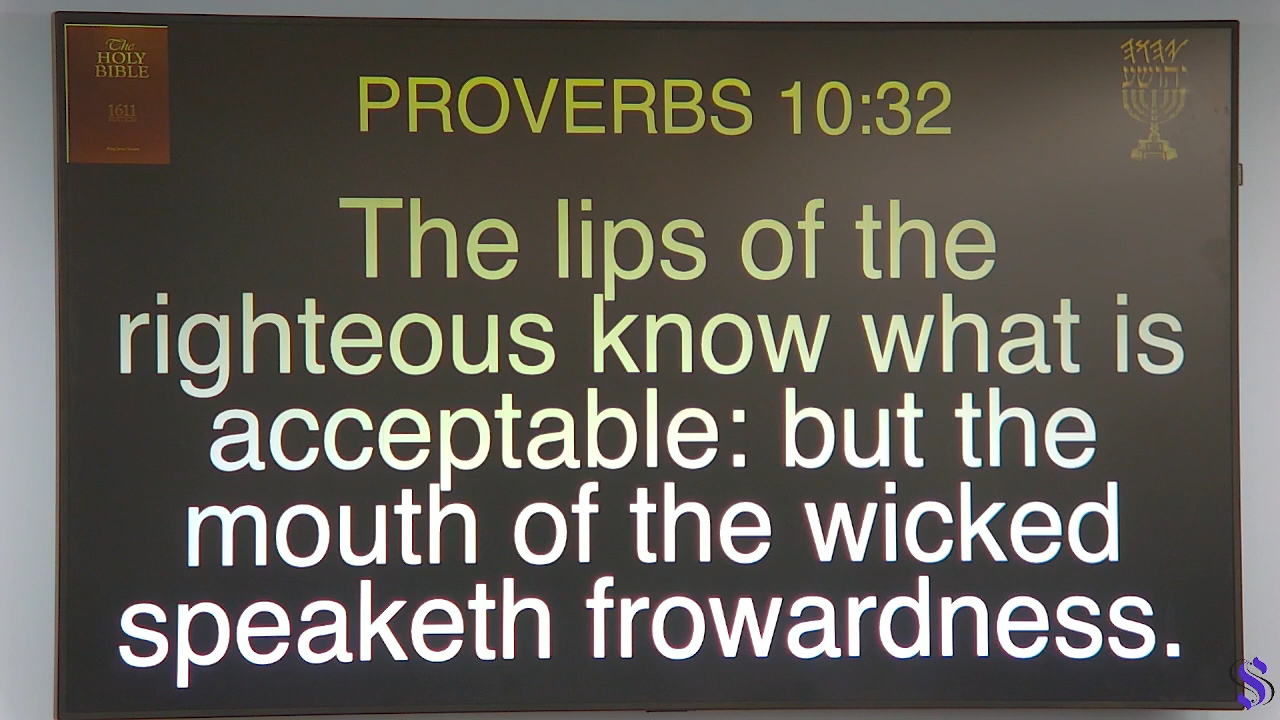 The
HOLY
BIBLE
1611
PROVERBS 10:32
יהושע
The lips of the
righteous know what is
acceptable: but the
mouth of the wicked
speaketh frowardness.